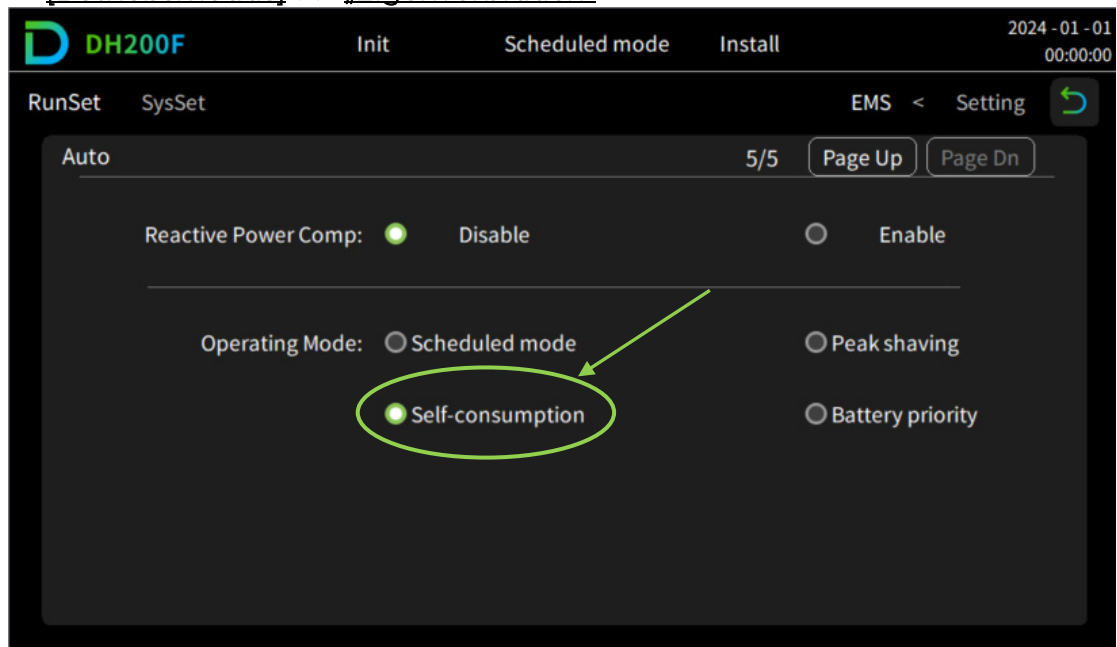 DH200F Init Scheduled mode Install 2024 - 01 - 01
00:00:00
RunSet SysSet EMS < Setting
Auto 5/5 Page Up Page Dn
Reactive Power Comp: Disable Enable
Operating Mode: Scheduled mode Peak shaving
Self-consumption Battery priority